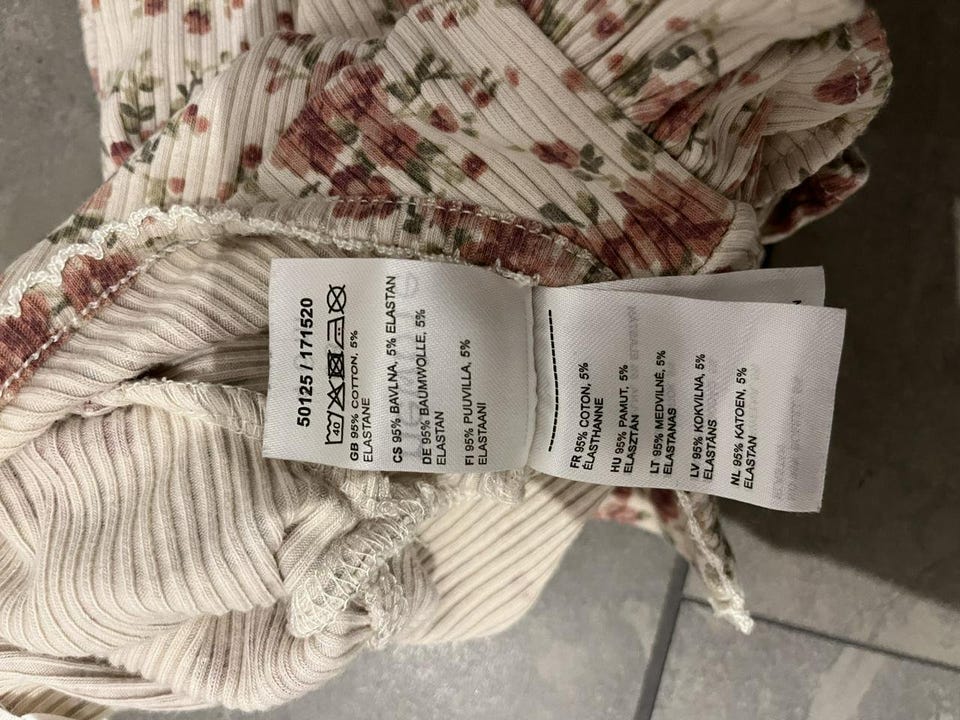 50125 / 171520
40
GB 95% COTTON, 5%
ELASTANE
CS 95% BAVLNA, 5% ELASTAN
DE 95% BAUMWOLLE, 5%
ELASTAN
FI 95% PUUVILLA, 5%
ELASTAANI
FR 95% COTON, 5%
ÉLASTHANNE
HU 95% PAMUT, 5%
ELASZTÁN
LT 95% MEDVILNĖ, 5%
ELASTANAS
LV 95% KOKVILNA, 5%
ELASTĀNS
NL 95% KATOEN, 5%
ELASTAN